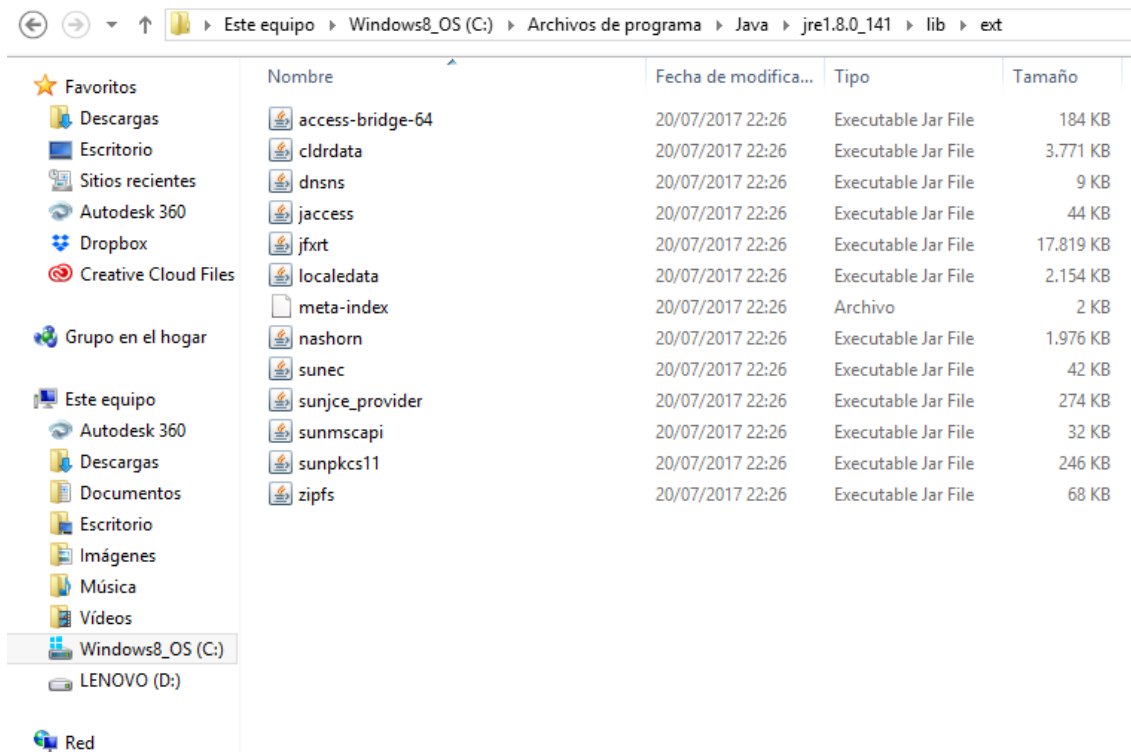 Este equipo Windows8_OS (C:) Archivos de programa Java jre1.8.0_141 lib ext
Favoritos
Descargas
Escritorio
Sitios recientes
Autodesk 360
Dropbox
Creative Cloud Files
Grupo en el hogar
Este equipo
Autodesk 360
Descargas
Documentos
Escritorio
Imágenes
Música
Vídeos
Windows8_OS (C:)
LENOVO (D:)
Red
Nombre Fecha de modifica... Tipo Tamaño
access-bridge-64 20/07/2017 22:26 Executable Jar File 184 KB
cldrdata 20/07/2017 22:26 Executable Jar File 3.771 KB
dnsns 20/07/2017 22:26 Executable Jar File 9 KB
jaccess 20/07/2017 22:26 Executable Jar File 44 KB
jfxrt 20/07/2017 22:26 Executable Jar File 17.819 KB
localedata 20/07/2017 22:26 Executable Jar File 2.154 KB
meta-index 20/07/2017 22:26 Archivo 2 KB
nashorn 20/07/2017 22:26 Executable Jar File 1.976 KB
sunec 20/07/2017 22:26 Executable Jar File 42 KB
sunjce_provider 20/07/2017 22:26 Executable Jar File 274 KB
sunmscapi 20/07/2017 22:26 Executable Jar File 32 KB
sunpkcs11 20/07/2017 22:26 Executable Jar File 246 KB
zipfs 20/07/2017 22:26 Executable Jar File 68 KB